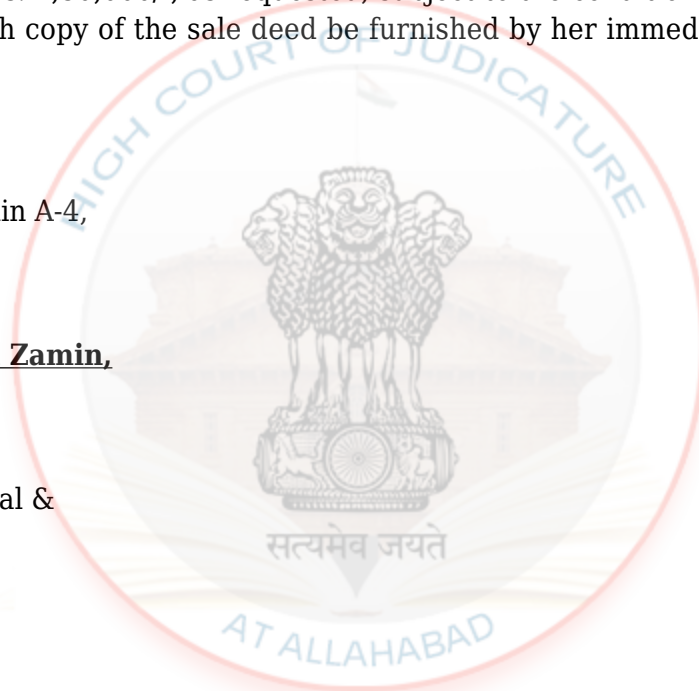 h copy of the sale deed be furnished by her immed
HIGH COURT OF JUDICATURE
in A-4,
Zamin,
al &
सत्यमेव जयते
AT ALLAHABAD